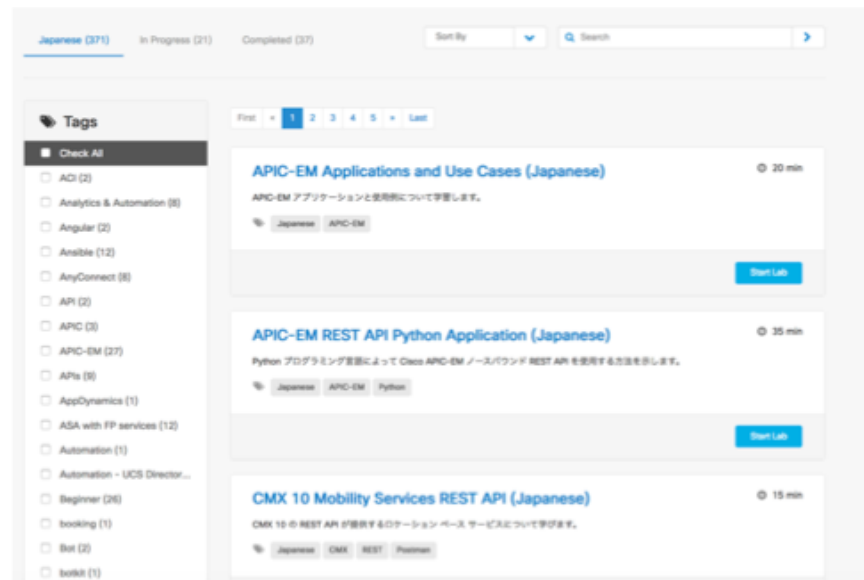 Japanese (371) In Progress (21) Completed (37) Sort By Search
Tags
Check All
ACI (2)
Analytics & Automation (8)
Angular (2)
Ansible (12)
AnyConnect (8)
API (2)
APIC (3)
APIC-EM (27)
APIs (9)
AppDynamics (1)
ASA with FP services (12)
Automation (1)
Automation - UCS Director...
Beginner (26)
booking (1)
Bot (2)
botkit (1)
First « 1 2 3 4 5 » Last
APIC-EM Applications and Use Cases (Japanese) 20 min
APIC-EM アプリケーションと使用例について学習します。
Japanese APIC-EM
Start Lab
APIC-EM REST API Python Application (Japanese) 35 min
Python プログラミング言語によって Cisco APIC-EM ノースバウンド REST API を使用する方法を示します。
Japanese APIC-EM Python
Start Lab
CMX 10 Mobility Services REST API (Japanese) 15 min
CMX 10 の REST API が提供するロケーション ベース サービスについて学びます。
Japanese CMX REST Postman